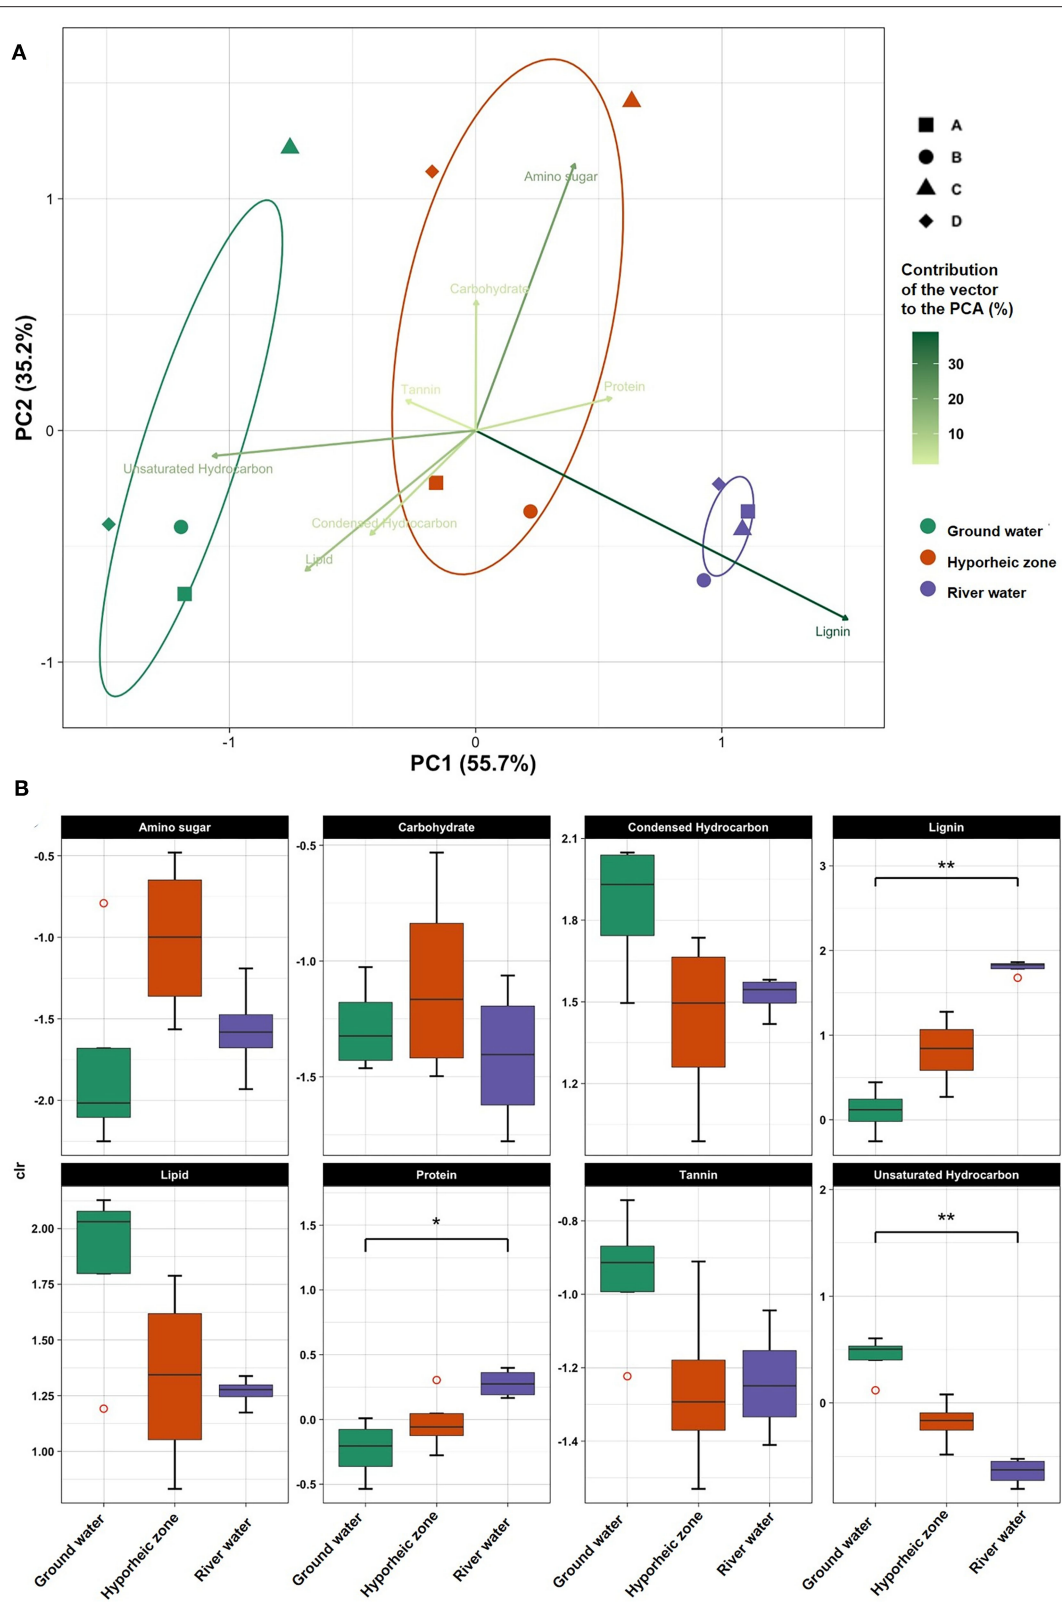 A
Amino sugar
Carbohydrate
Tannin
Protein
Unsaturated Hydrocarbon
Condensed Hydrocarbon
Lipid
Lignin
1
0
-1
-1
0
1
PC2 (35.2%)
PC1 (55.7%)
A
B
C
D
Contribution
of the vector
to the PCA (%)
30
20
10
Ground water
Hyporheic zone
River water
B
clr
Amino sugar
-0.5
-1.0
-1.5
-2.0
Carbohydrate
-0.5
-1.0
-1.5
Condensed Hydrocarbon
2.1
1.8
1.5
1.2
Lignin
**
3
2
1
0
Lipid
2.00
1.75
1.50
1.25
1.00
Protein
*
1.5
1.0
0.5
0.0
-0.5
Tannin
-0.8
-1.0
-1.2
-1.4
Unsaturated Hydrocarbon
**
2
1
0
Ground water
Hyporheic zone
River water
Ground water
Hyporheic zone
River water
Ground water
Hyporheic zone
River water
Ground water
Hyporheic zone
River water